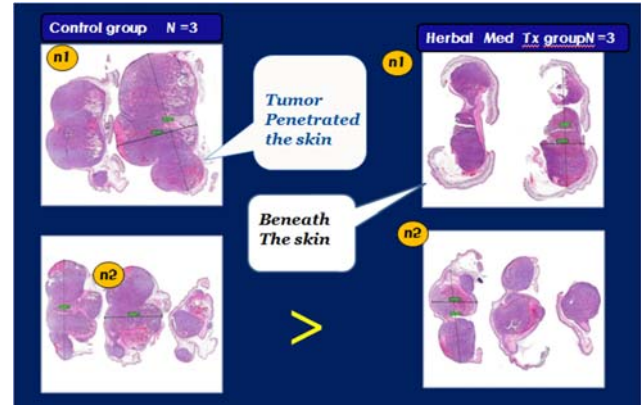 Control group N =3
Herbal Med Tx groupN =3
n1
n1
Tumor
Penetrated
the skin
Beneath
The skin
n2
n2
>